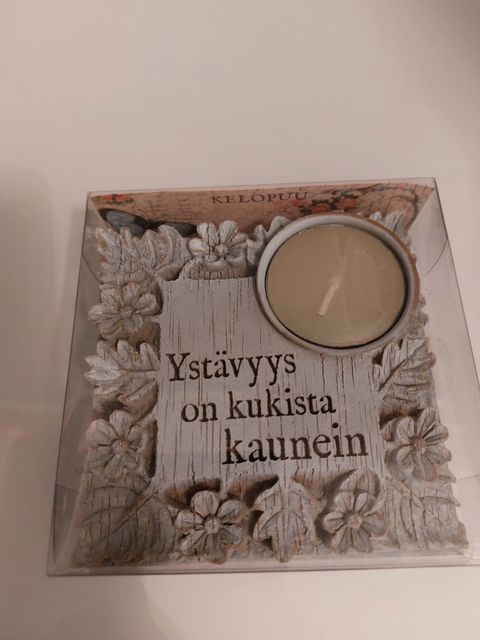 KELOPUU
Ystävyys
on kukista
kaunein